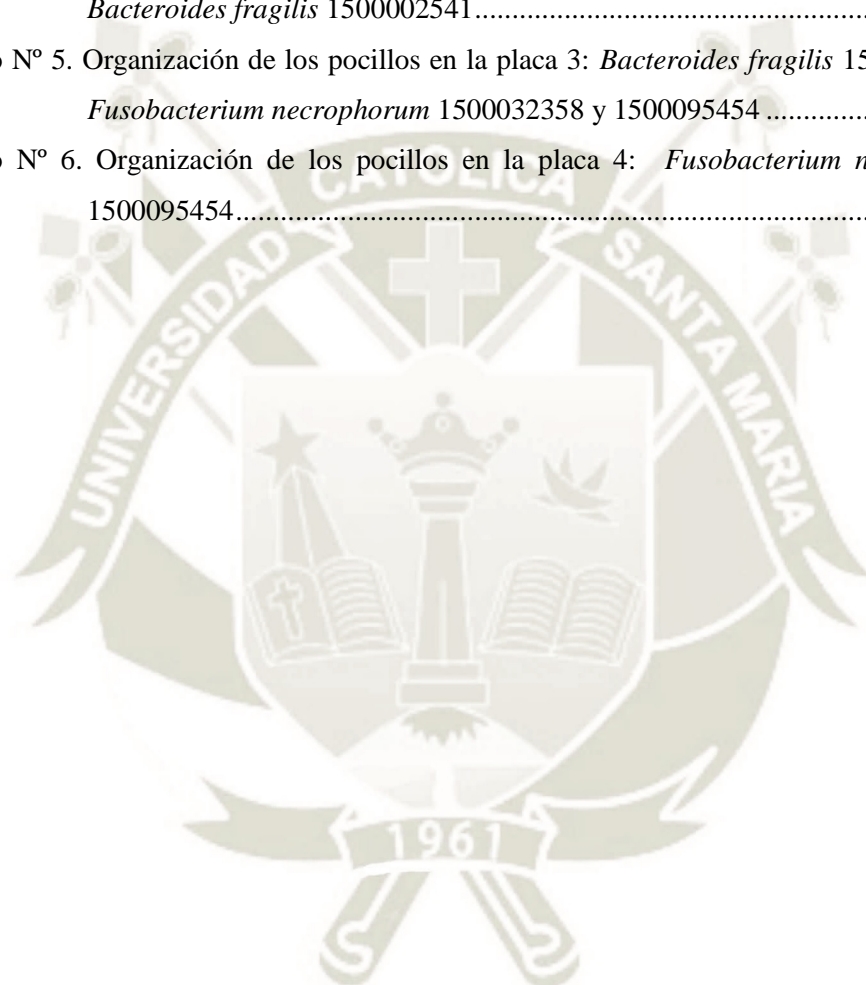 Bacteroides fragilis 1500002541
o Nº 5. Organización de los pocillos en la placa 3: Bacteroides fragilis 15
Fusobacterium necrophorum 1500032358 y 1500095454
o Nº 6. Organización de los pocillos en la placa 4: Fusobacterium n
1500095454
UNIVERSIDAD CATOLICA SANTA MARIA
1961